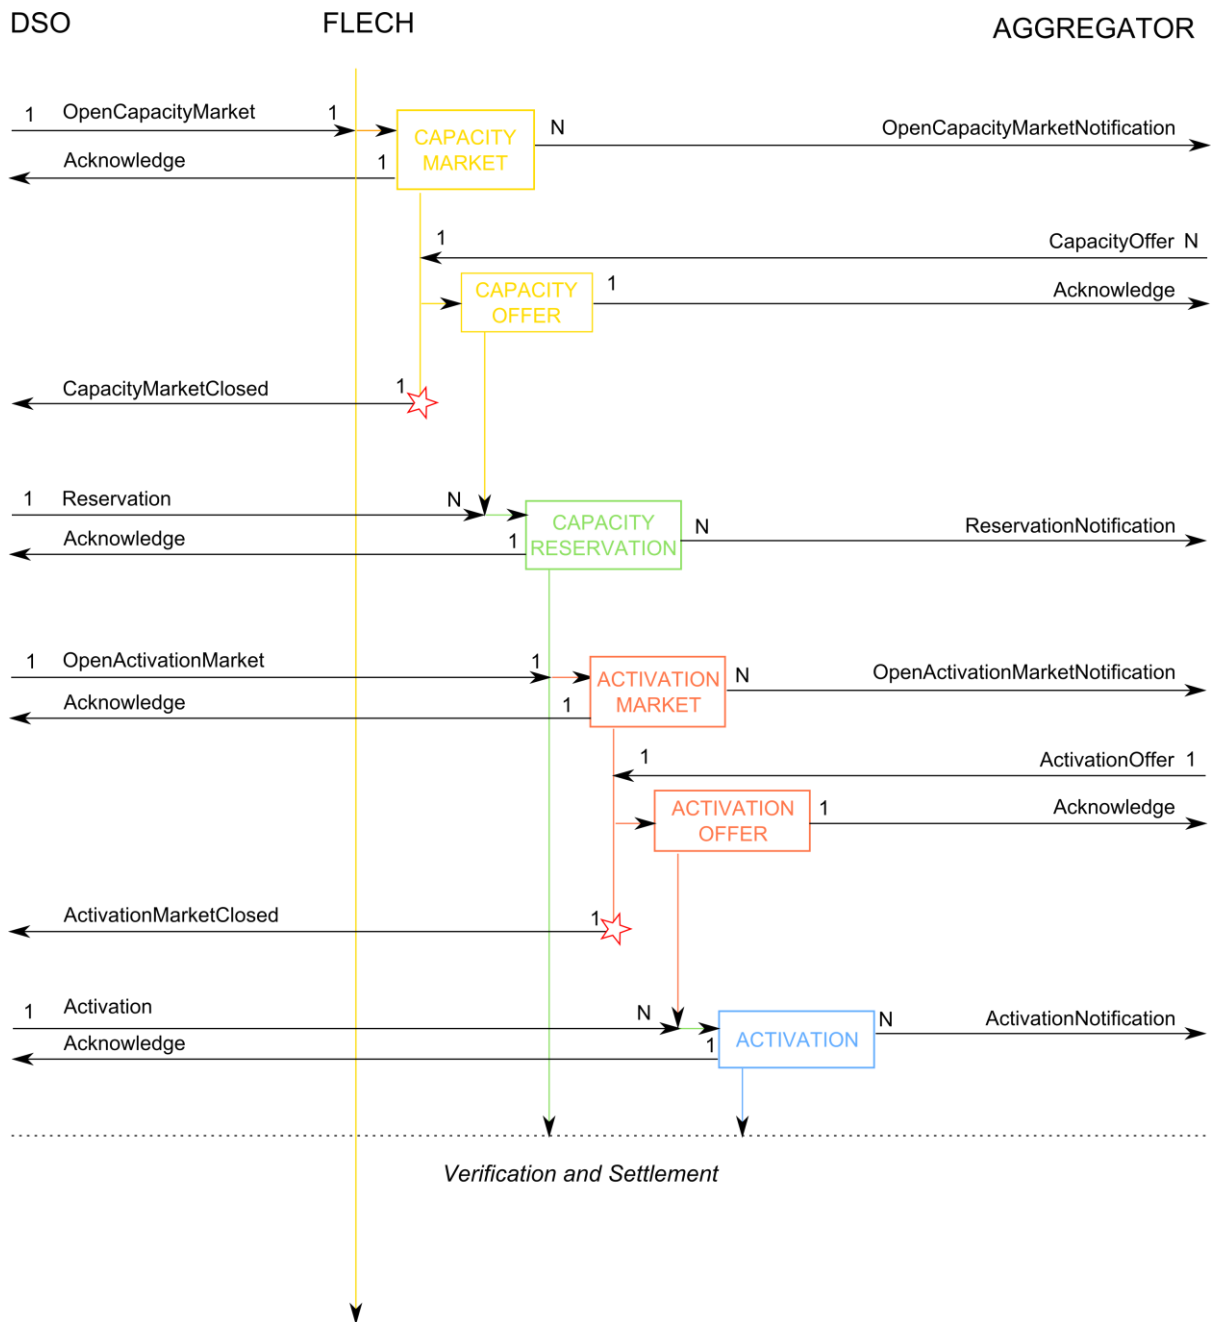 DSO FLECH AGGREGATOR
1 OpenCapacityMarket 1
CAPACITY
MARKET
N OpenCapacityMarketNotification
Acknowledge 1
1 CapacityOffer N
CAPACITY
OFFER
1 Acknowledge
CapacityMarketClosed 1
1 Reservation N
CAPACITY
RESERVATION
N ReservationNotification
Acknowledge 1
1 OpenActivationMarket 1
ACTIVATION
MARKET
N OpenActivationMarketNotification
Acknowledge 1
1 ActivationOffer 1
ACTIVATION
OFFER
1 Acknowledge
ActivationMarketClosed 1
1 Activation N
ACTIVATION
N ActivationNotification
Acknowledge 1
Verification and Settlement